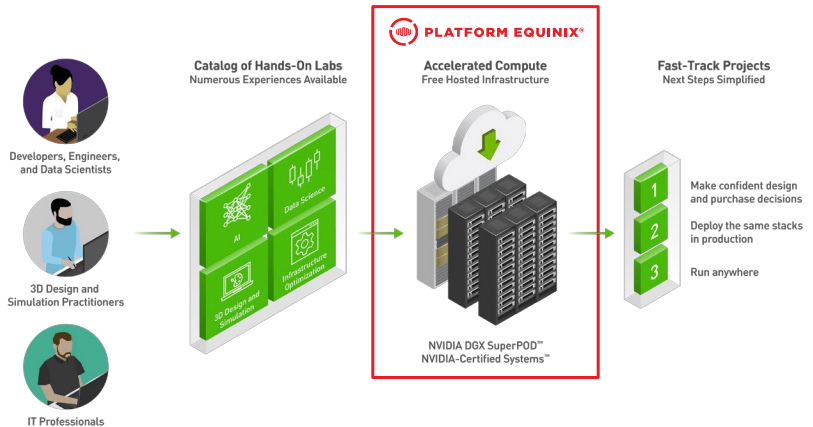 PLATFORM EQUINIX®
Catalog of Hands-On Labs
Numerous Experiences Available
Accelerated Compute
Free Hosted Infrastructure
Fast-Track Projects
Next Steps Simplified
Developers, Engineers,
and Data Scientists
3D Design and
Simulation Practitioners
IT Professionals
AI
Data Science
3D Design and
Simulation
Infrastructure
Optimization
NVIDIA DGX SuperPOD™
NVIDIA-Certified Systems™
1
Make confident design
and purchase decisions
2
Deploy the same stacks
in production
3
Run anywhere